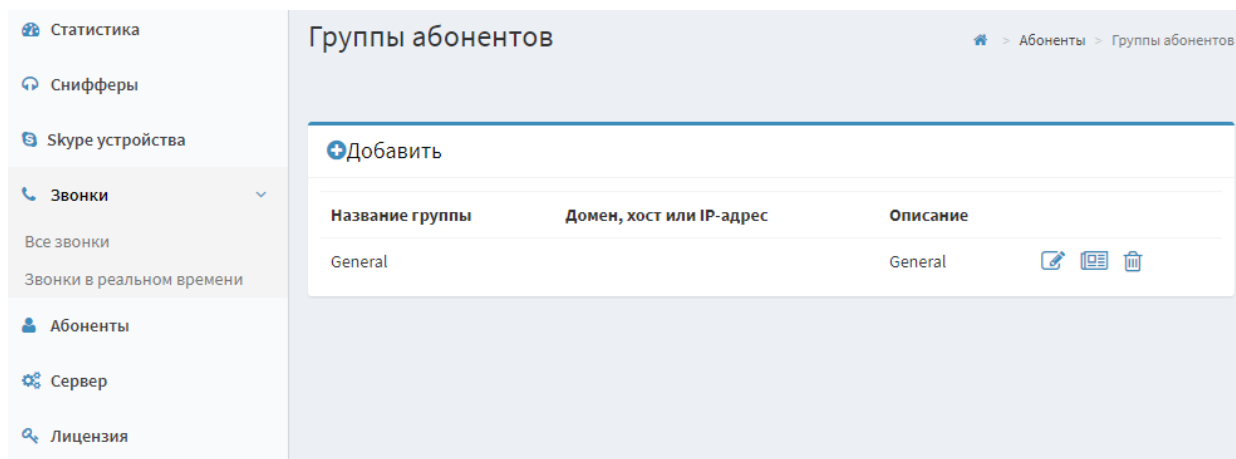 Статистика
Снифферы
Skype устройства
Звонки
Все звонки
Звонки в реальном времени
Абоненты
Сервер
Лицензия
Группы абонентов
> Абоненты > Группы абонентов
Добавить
Название группы Домен, хост или IP-адрес Описание
General General